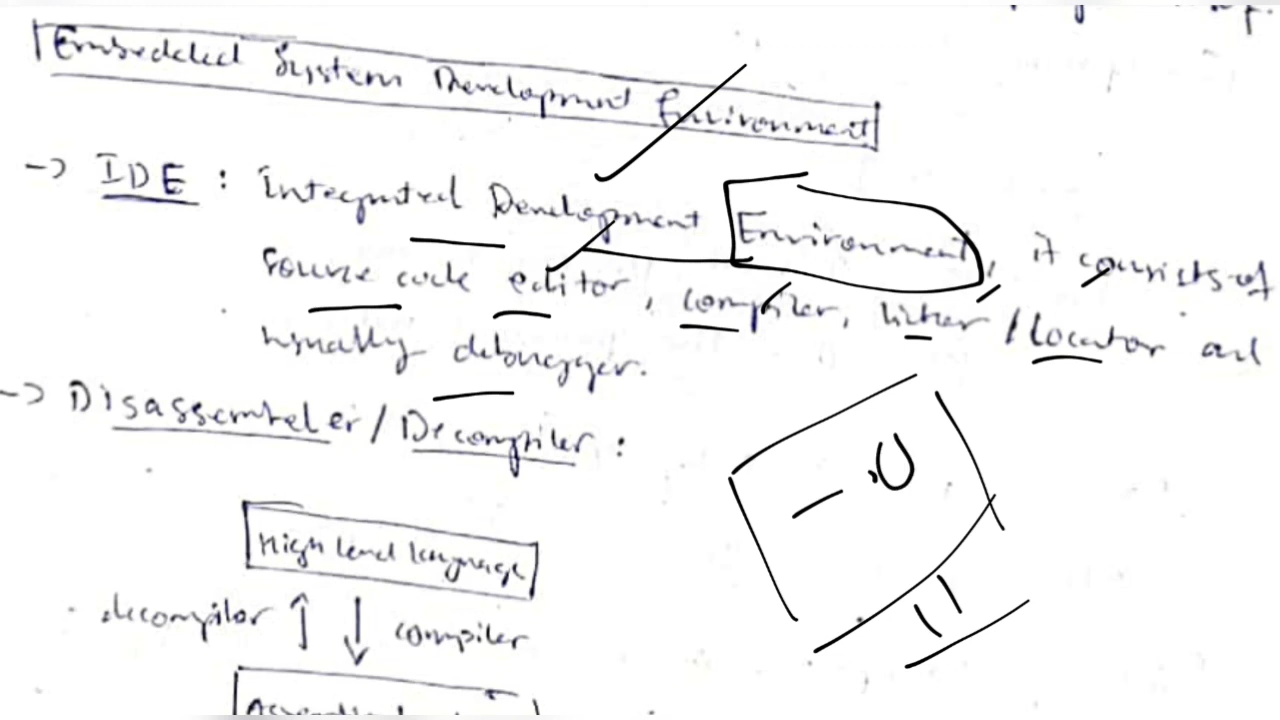 Embedded System Development Environment
-> IDE : Integrated Development Environment, it consists of
source code editor, compiler, linker / locator and
usually debugger.
-> Disassembler / Decompiler :
High level language
decompiler ↑ ↓ compiler